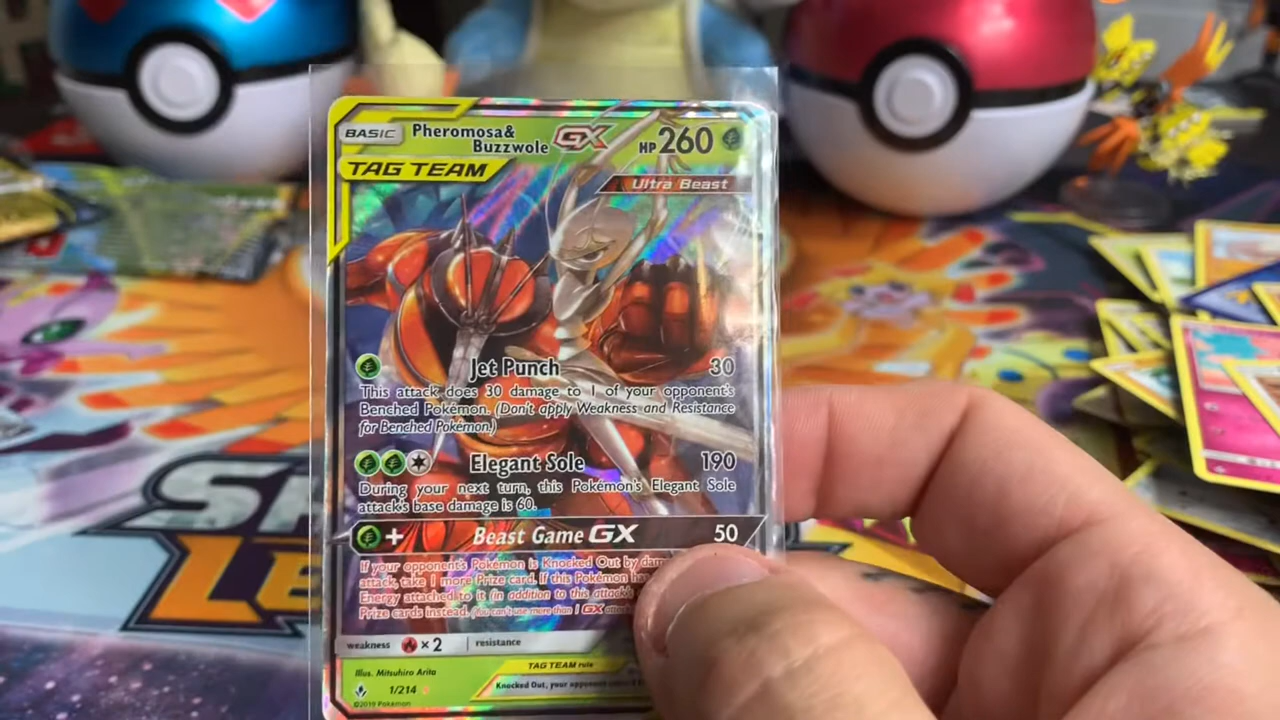 BASIC
Pheromosa&
Buzzwole GX
HP 260
TAG TEAM
Ultra Beast
Jet Punch 30
This attack does 30 damage to 1 of your opponent's
Benched Pokémon. (Don't apply Weakness and Resistance
for Benched Pokémon.)
Elegant Sole 190
During your next turn, this Pokémon's Elegant Sole
attack's base damage is 60.
+ Beast Game GX 50
If your opponent's Pokémon is Knocked Out by
attack, take 1 more Prize card. If this Pokémon
Energy attached to it (in addition to this attack's
Prize cards instead. (You can't use more than 1 GX
weakness ×2 resistance
Illus. Mitsuhiro Arita
TAG TEAM rule
1/214
Knocked Out, your opponent
©2019 Pokémon